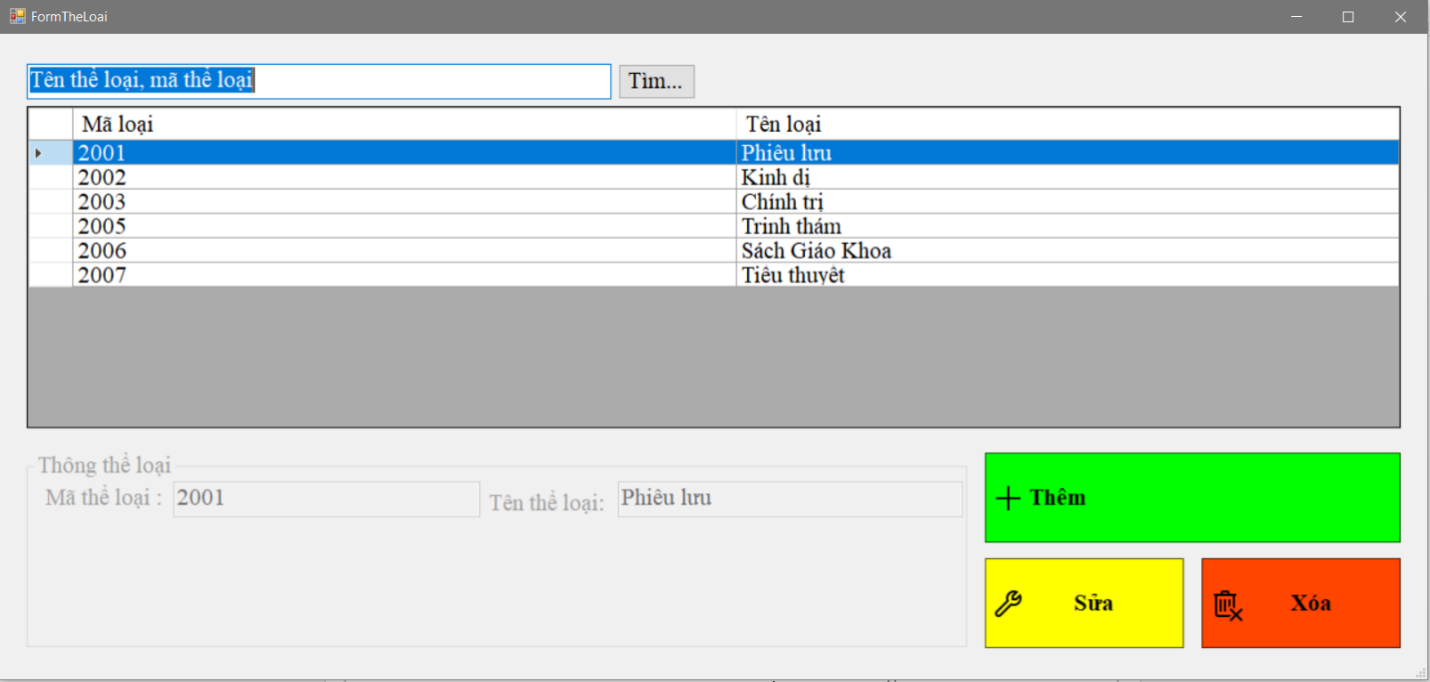 FormTheLoai
Tên thể loại, mã thể loại Tìm...
Mã loại Tên loại
2001 Phiêu lưu
2002 Kinh dị
2003 Chính trị
2005 Trinh thám
2006 Sách Giáo Khoa
2007 Tiêu thuyêt
Thông thể loại
Mã thể loại : 2001 Tên thể loại: Phiêu lưu
Thêm
Sửa Xóa